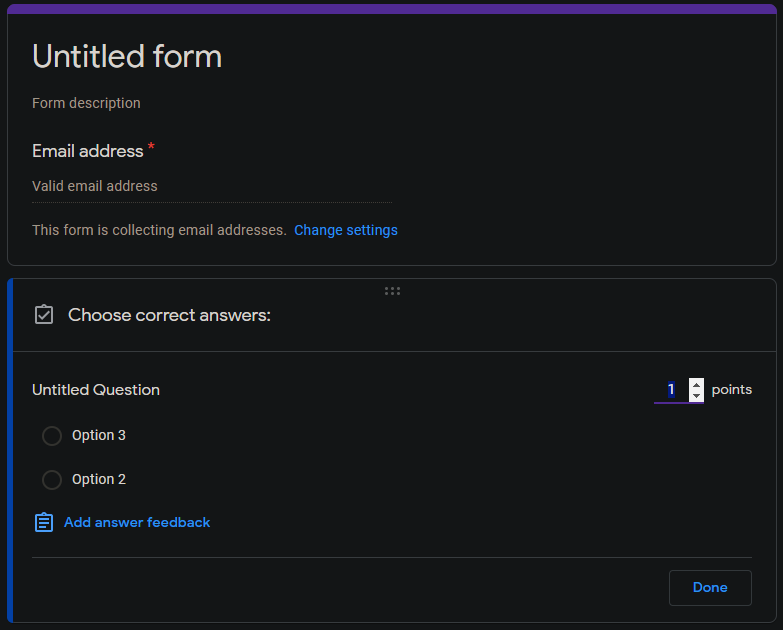 Untitled form
Form description
Email address *
Valid email address
This form is collecting email addresses. Change settings
Choose correct answers:
Untitled Question 1 points
Option 3
Option 2
Add answer feedback
Done